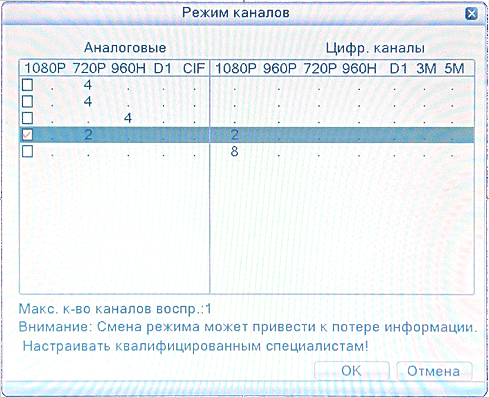 Режим каналов
Аналоговые Цифр. каналы
1080P 720P 960H D1 CIF 1080P 960P 720P 960H D1 3M 5M
. 4 . . . . . . . . . .
. 4 . . . . . . . . . .
. . 4 . . . . . . . . .
. 2 . . . 2 . . . . . .
. . . . . 8 . . . . . .
Макс. к-во каналов воспр.:1
Внимание: Смена режима может привести к потере информации.
Настраивать квалифицированным специалистам!
OK Отмена